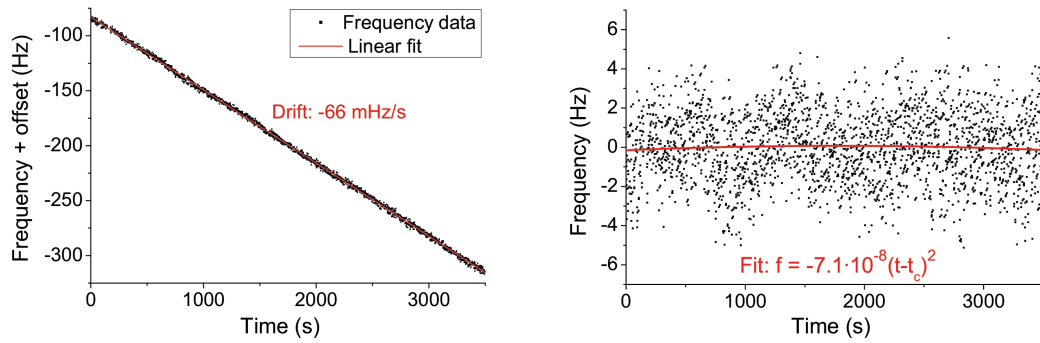 Frequency + offset (Hz)
-100
-150
-200
-250
-300
0
1000
2000
3000
Time (s)
Frequency data
Linear fit
Drift: -66 mHz/s
Frequency (Hz)
6
4
2
0
-2
-4
-6
0
1000
2000
3000
Time (s)
Fit: f = -7.1·10⁻⁸(t-t_c)²